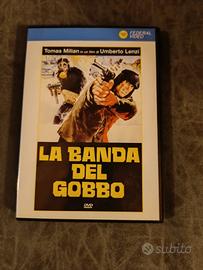 FEDERAL
VIDEO
Tomas Milian in un film di Umberto Lenzi
LA BANDA
DEL GOBBO
DVD
subito